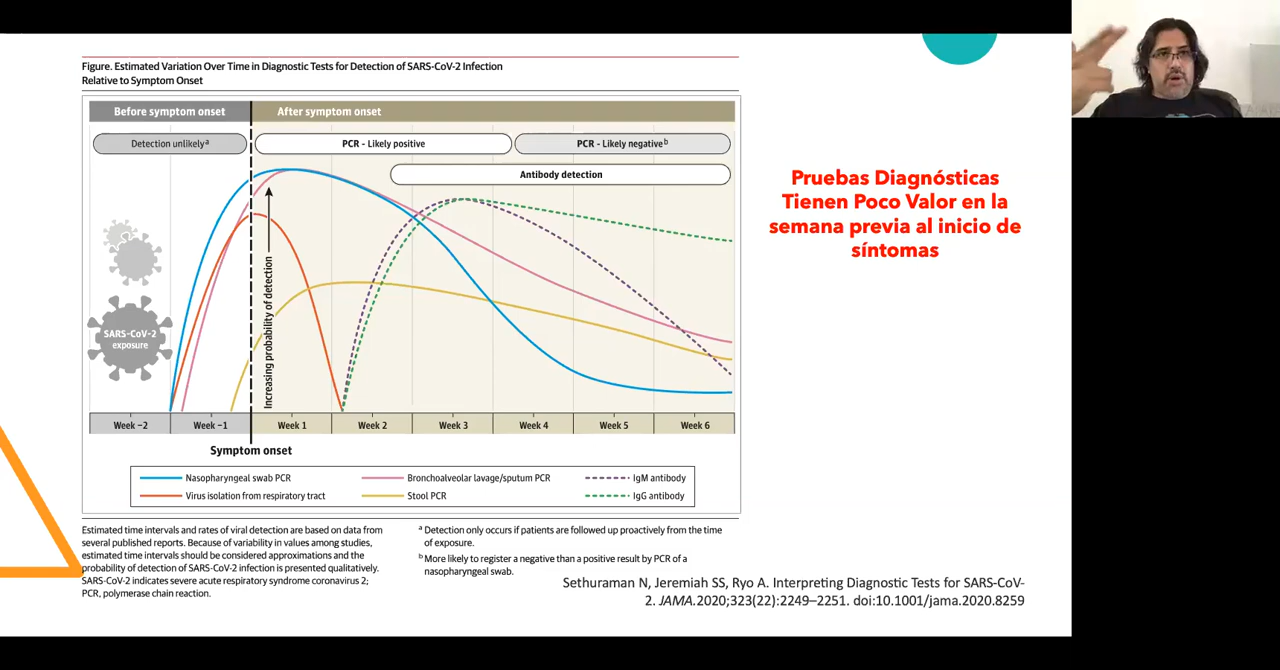 Figure. Estimated Variation Over Time in Diagnostic Tests for Detection of SARS-CoV-2 Infection
Relative to Symptom Onset
Before symptom onset
After symptom onset
Detection unlikelyᵃ
PCR - Likely positive
PCR - Likely negativeᵇ
Antibody detection
SARS-CoV-2
exposure
Increasing probability of detection
Week −2
Week −1
Week 1
Week 2
Week 3
Week 4
Week 5
Week 6
Symptom onset
Nasopharyngeal swab PCR
Bronchoalveolar lavage/sputum PCR
IgM antibody
Virus isolation from respiratory tract
Stool PCR
IgG antibody
Estimated time intervals and rates of viral detection are based on data from
several published reports. Because of variability in values among studies,
estimated time intervals should be considered approximations and the
probability of detection of SARS-CoV-2 infection is presented qualitatively.
SARS-CoV-2 indicates severe acute respiratory syndrome coronavirus 2;
PCR, polymerase chain reaction.
ᵃ Detection only occurs if patients are followed up proactively from the time
of exposure.
ᵇ More likely to register a negative than a positive result by PCR of a
nasopharyngeal swab.
Pruebas Diagnósticas
Tienen Poco Valor en la
semana previa al inicio de
síntomas
Sethuraman N, Jeremiah SS, Ryo A. Interpreting Diagnostic Tests for SARS-CoV-
2. JAMA.2020;323(22):2249–2251. doi:10.1001/jama.2020.8259